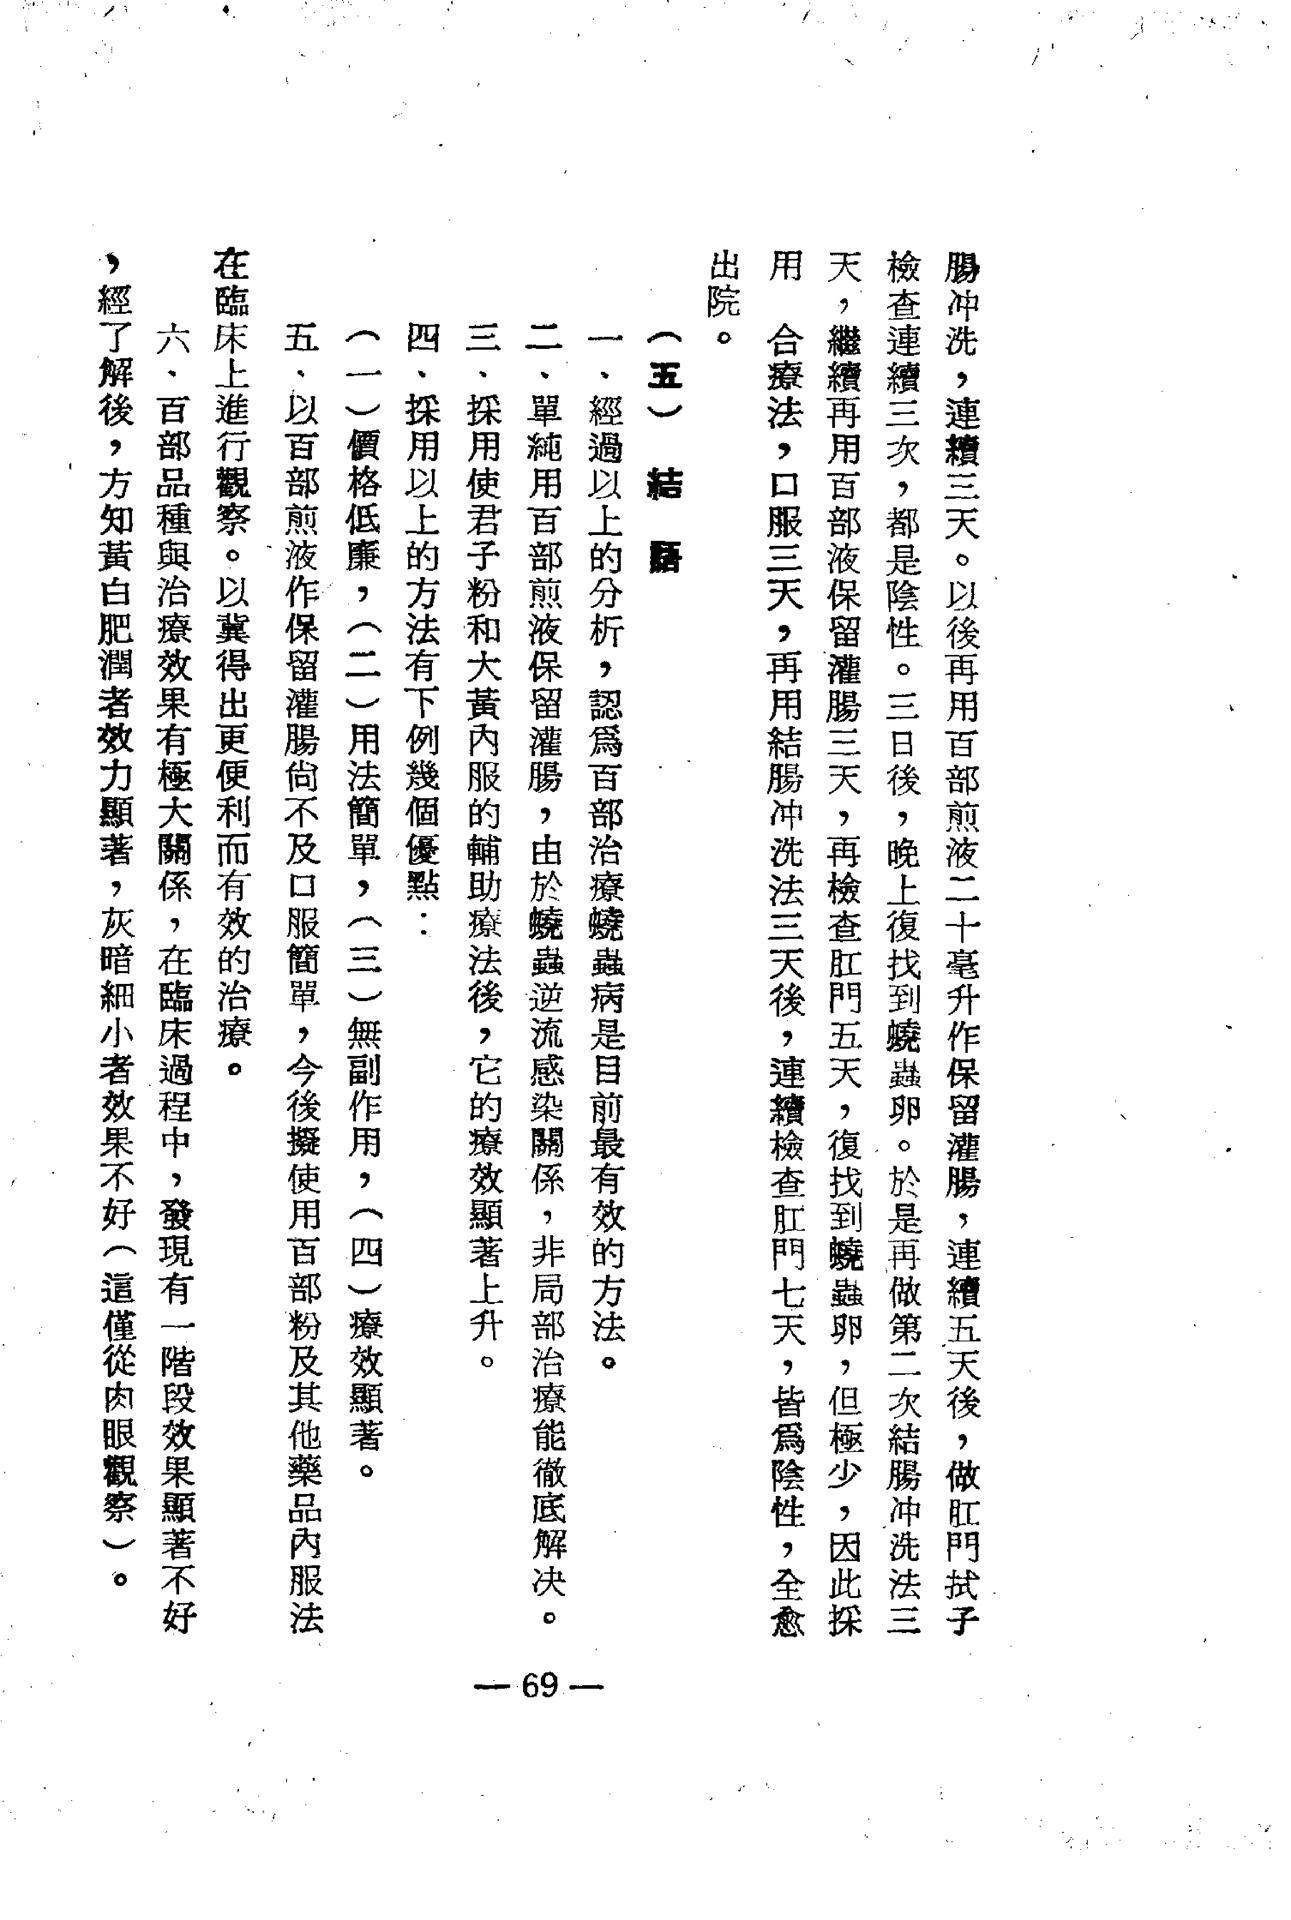 腸冲洗，連續三天。以後再用百部煎液二十毫升作保留灌腸，連續五天後，做肛門拭子
檢查連續三次，都是陰性。三日後，晚上復找到蟯蟲卵。於是再做第二次結腸冲洗法三
天，繼續再用百部液保留灌腸三天，再檢查肛門五天，復找到蟯蟲卵，但極少，因此採
用　合療法，口服三天，再用結腸冲洗法三天後，連續檢查肛門七天，皆爲陰性，全愈
出院。
（五）　結　語
一、經過以上的分析，認爲百部治療蟯蟲病是目前最有效的方法。
二、單純用百部煎液保留灌腸，由於蟯蟲逆流感染關係，非局部治療能徹底解决。
三、採用使君子粉和大黃內服的輔助療法後，它的療效顯著上升。
四、採用以上的方法有下例幾個優點：
（一）價格低廉，（二）用法簡單，（三）無副作用，（四）療效顯著。
五、以百部煎液作保留灌腸尙不及口服簡單，今後擬使用百部粉及其他藥品內服法
在臨床上進行觀察。以冀得出更便利而有效的治療。
六、百部品種與治療效果有極大關係，在臨床過程中，發現有一階段效果顯著不好
，經了解後，方知黃白肥潤者效力顯著，灰暗細小者效果不好（這僅從肉眼觀察）。
— 69 —